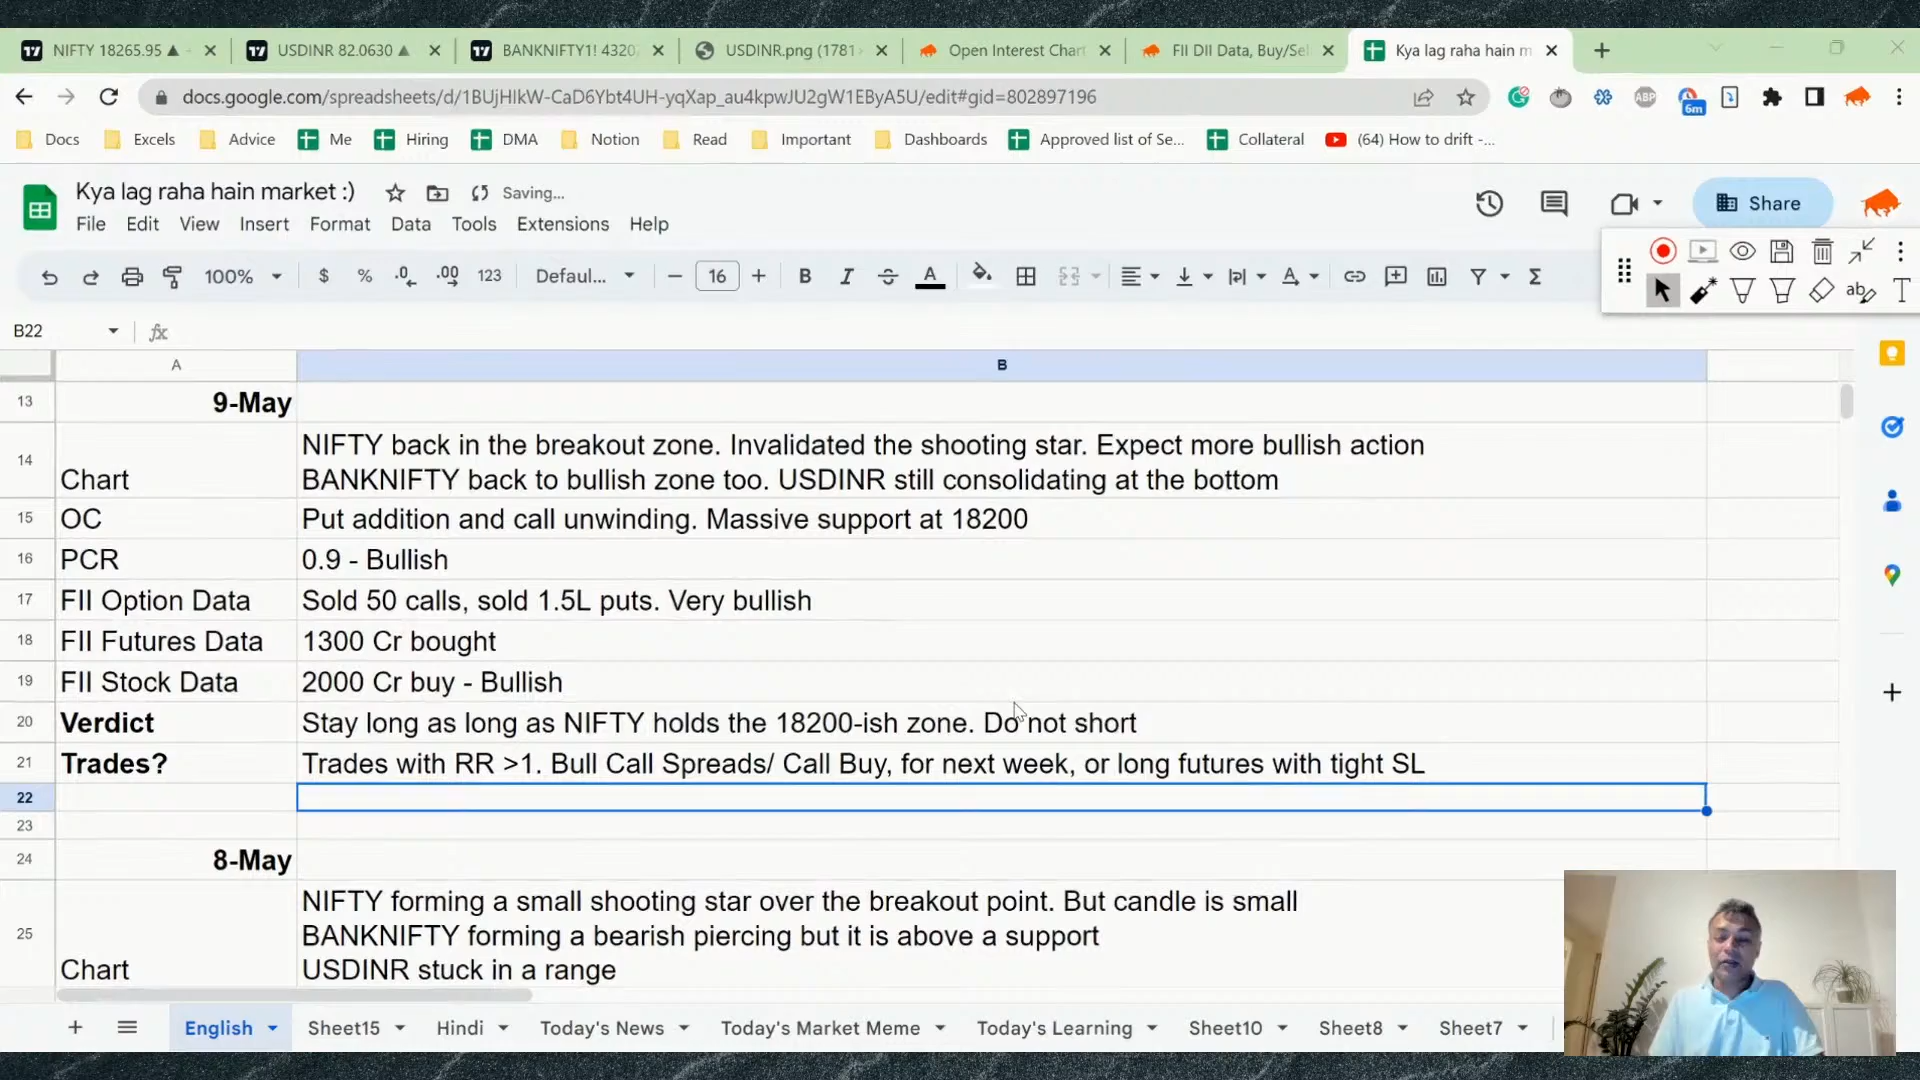 NIFTY 18265.95 ▲
USDINR 82.0630 ▲
BANKNIFTY1! 4320
USDINR.png (1781
Open Interest Chart
FII DII Data, Buy/Sel
Kya lag raha hain m
docs.google.com/spreadsheets/d/1BUjHlkW-CaD6Ybt4UH-yqXap_au4kpwJU2gW1EByA5U/edit#gid=802897196
ABP
6m
Docs
Excels
Advice
Me
Hiring
DMA
Notion
Read
Important
Dashboards
Approved list of Se...
Collateral
(64) How to drift -...
Kya lag raha hain market :)
Saving...
File Edit View Insert Format Data Tools Extensions Help
Share
100%
$ % .0 .00 123
Defaul...
16
B I A
B22
fx
A B
13 9-May
14 Chart
NIFTY back in the breakout zone. Invalidated the shooting star. Expect more bullish action
BANKNIFTY back to bullish zone too. USDINR still consolidating at the bottom
15 OC Put addition and call unwinding. Massive support at 18200
16 PCR 0.9 - Bullish
17 FII Option Data Sold 50 calls, sold 1.5L puts. Very bullish
18 FII Futures Data 1300 Cr bought
19 FII Stock Data 2000 Cr buy - Bullish
20 Verdict Stay long as long as NIFTY holds the 18200-ish zone. Do not short
21 Trades? Trades with RR >1. Bull Call Spreads/ Call Buy, for next week, or long futures with tight SL
22
23
24 8-May
25 Chart
NIFTY forming a small shooting star over the breakout point. But candle is small
BANKNIFTY forming a bearish piercing but it is above a support
USDINR stuck in a range
English
Sheet15
Hindi
Today's News
Today's Market Meme
Today's Learning
Sheet10
Sheet8
Sheet7